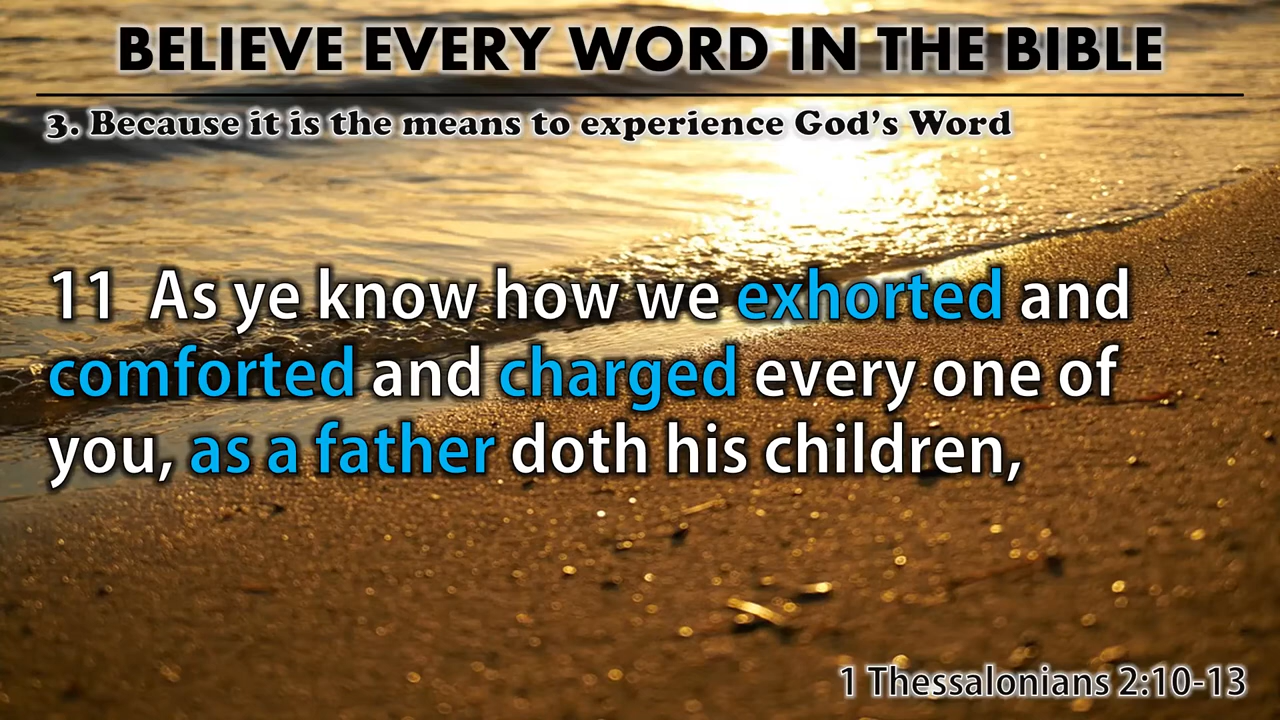 BELIEVE EVERY WORD IN THE BIBLE
3. Because it is the means to experience God's Word
11 As ye know how we exhorted and
comforted and charged every one of
you, as a father doth his children,
1 Thessalonians 2:10-13